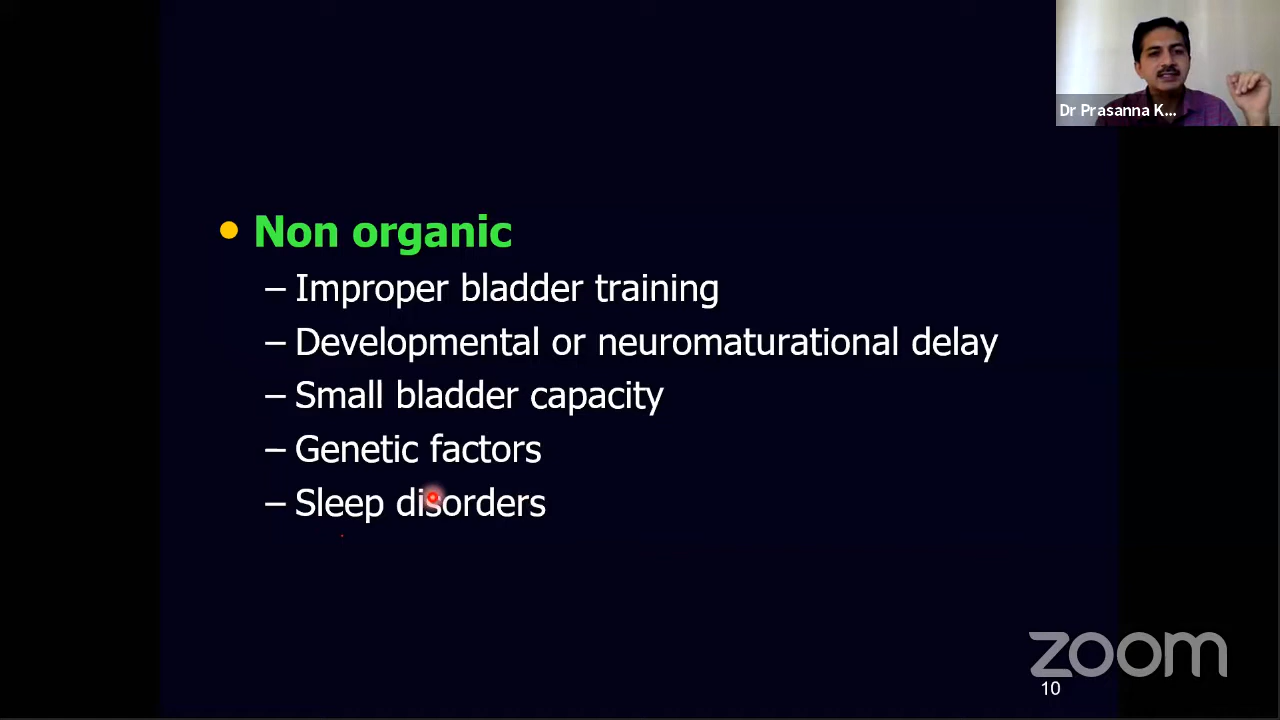 Dr Prasanna K...
• Non organic
– Improper bladder training
– Developmental or neuromaturational delay
– Small bladder capacity
– Genetic factors
– Sleep disorders
zoom
10